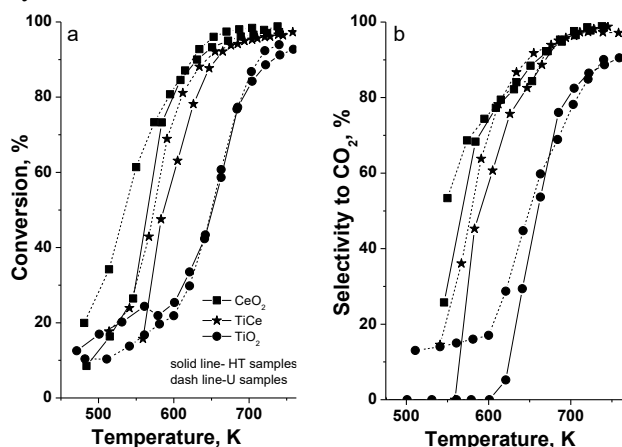 a
b
100
80
60
40
20
0
Conversion, %
500
600
700
Temperature, K
CeO₂
TiCe
TiO₂
solid line- HT samples
dash line-U samples
100
80
60
40
20
0
Selectivity to CO₂, %
500
600
700
Temperature, K